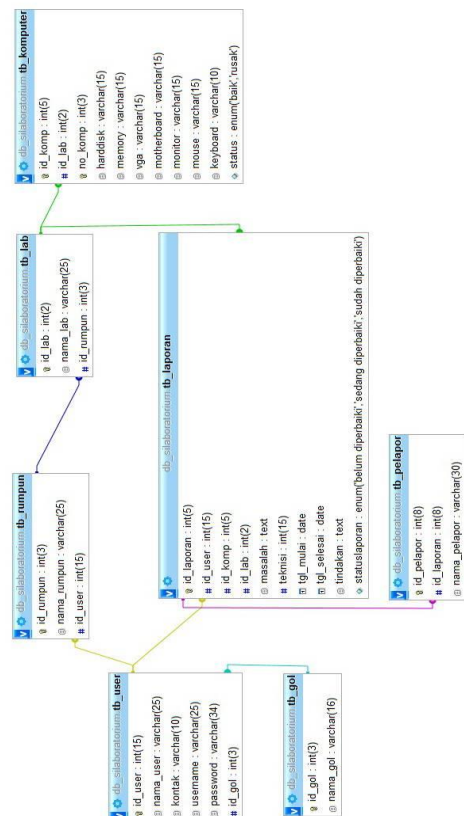 db_silaboratorium tb_user
id_user : int(15)
nama_user : varchar(25)
kontak : varchar(10)
username : varchar(25)
password : varchar(34)
id_gol : int(3)
db_silaboratorium tb_rumpun
id_rumpun : int(3)
nama_rumpun : varchar(25)
id_user : int(15)
db_silaboratorium tb_lab
id_lab : int(2)
nama_lab : varchar(25)
id_rumpun : int(3)
db_silaboratorium tb_komputer
id_komp : int(5)
id_lab : int(2)
no_komp : int(3)
harddisk : varchar(15)
memory : varchar(15)
vga : varchar(15)
motherboard : varchar(15)
monitor : varchar(15)
mouse : varchar(15)
keyboard : varchar(10)
status : enum('baik','rusak')
db_silaboratorium tb_gol
id_gol : int(3)
nama_gol : varchar(16)
db_silaboratorium tb_laporan
id_laporan : int(5)
id_user : int(15)
id_komp : int(5)
id_lab : int(2)
masalah : text
teknisi : int(15)
tgl_mulai : date
tgl_selesai : date
tindakan : text
statuslaporan : enum('belum diperbaiki','sedang diperbaiki','sudah diperbaiki')
db_silaboratorium tb_pelapor
id_pelapor : int(8)
id_laporan : int(8)
nama_pelapor : varchar(30)